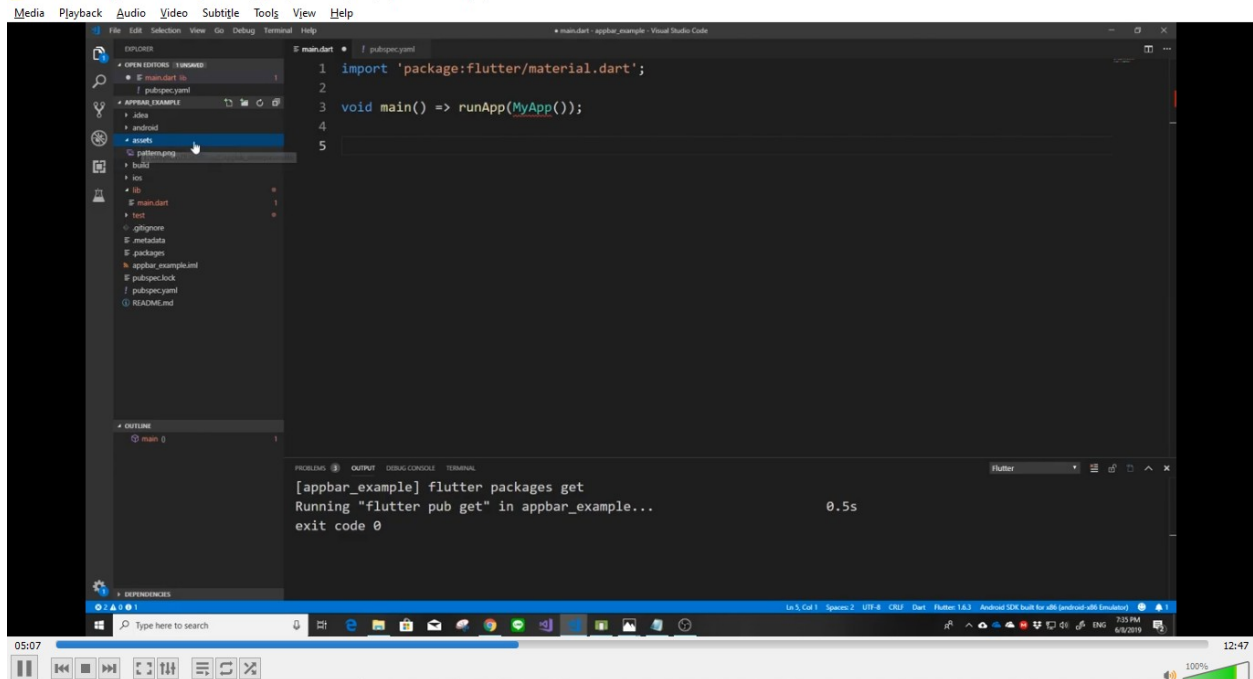 Media Playback Audio Video Subtitle Tools View Help
File Edit Selection View Go Debug Terminal Help
● main.dart - appbar_example - Visual Studio Code
EXPLORER
OPEN EDITORS 1 UNSAVED
● main.dart lib 1
! pubspec.yaml
APPBAR_EXAMPLE
.idea
android
assets
pattern.png
build
ios
lib
main.dart 1
test
.gitignore
.metadata
.packages
appbar_example.iml
pubspec.lock
! pubspec.yaml
README.md
OUTLINE
main () 1
DEPENDENCIES
main.dart ● ! pubspec.yaml
1 import 'package:flutter/material.dart';
2
3 void main() => runApp(MyApp());
4
5
PROBLEMS 3 OUTPUT DEBUG CONSOLE TERMINAL
Flutter
[appbar_example] flutter packages get
Running "flutter pub get" in appbar_example... 0.5s
exit code 0
2 0 1
Ln 5, Col 1 Spaces: 2 UTF-8 CRLF Dart Flutter: 1.6.3 Android SDK built for x86 (android-x86 Emulator) 1
Type here to search
ENG 7:35 PM
6/8/2019
05:07 12:47
100%